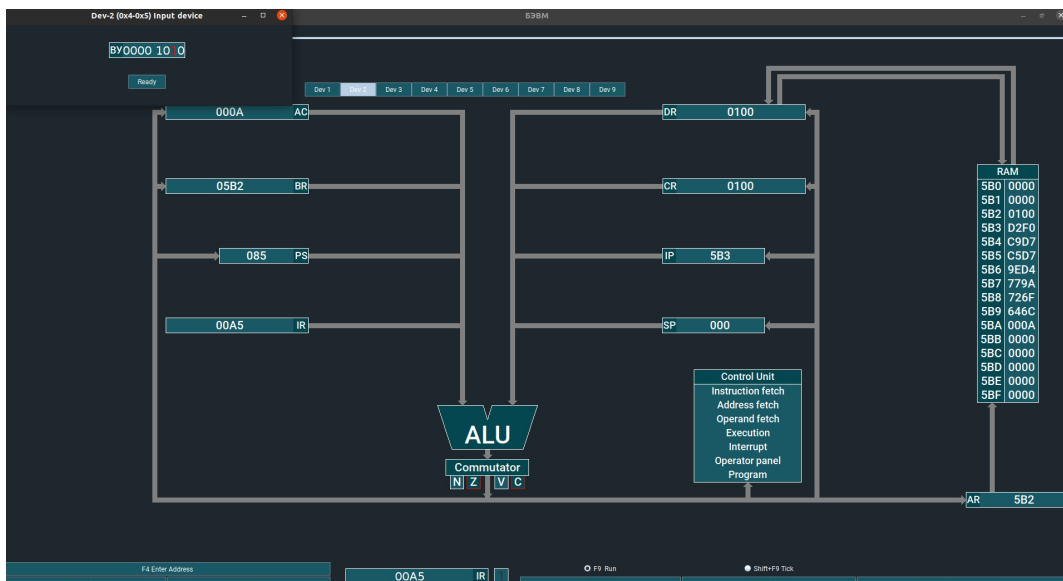 Dev-2 (0x4-0x5) Input device
БЭВМ
ВУ 0000 1010
Ready
Dev 1 Dev 2 Dev 3 Dev 4 Dev 5 Dev 6 Dev 7 Dev 8 Dev 9
000A AC
DR 0100
05B2 BR
CR 0100
085 PS
IP 5B3
00A5 IR
SP 000
RAM
5B0 0000
5B1 0000
5B2 0100
5B3 D2F0
5B4 C9D7
5B5 C5D7
5B6 9ED4
5B7 779A
5B8 726F
5B9 646C
5BA 000A
5BB 0000
5BC 0000
5BD 0000
5BE 0000
5BF 0000
Control Unit
Instruction fetch
Address fetch
Operand fetch
Execution
Interrupt
Operator panel
Program
ALU
Commutator
N Z V C
AR 5B2
F4 Enter Address
00A5 IR
F9 Run
Shift+F9 Tick